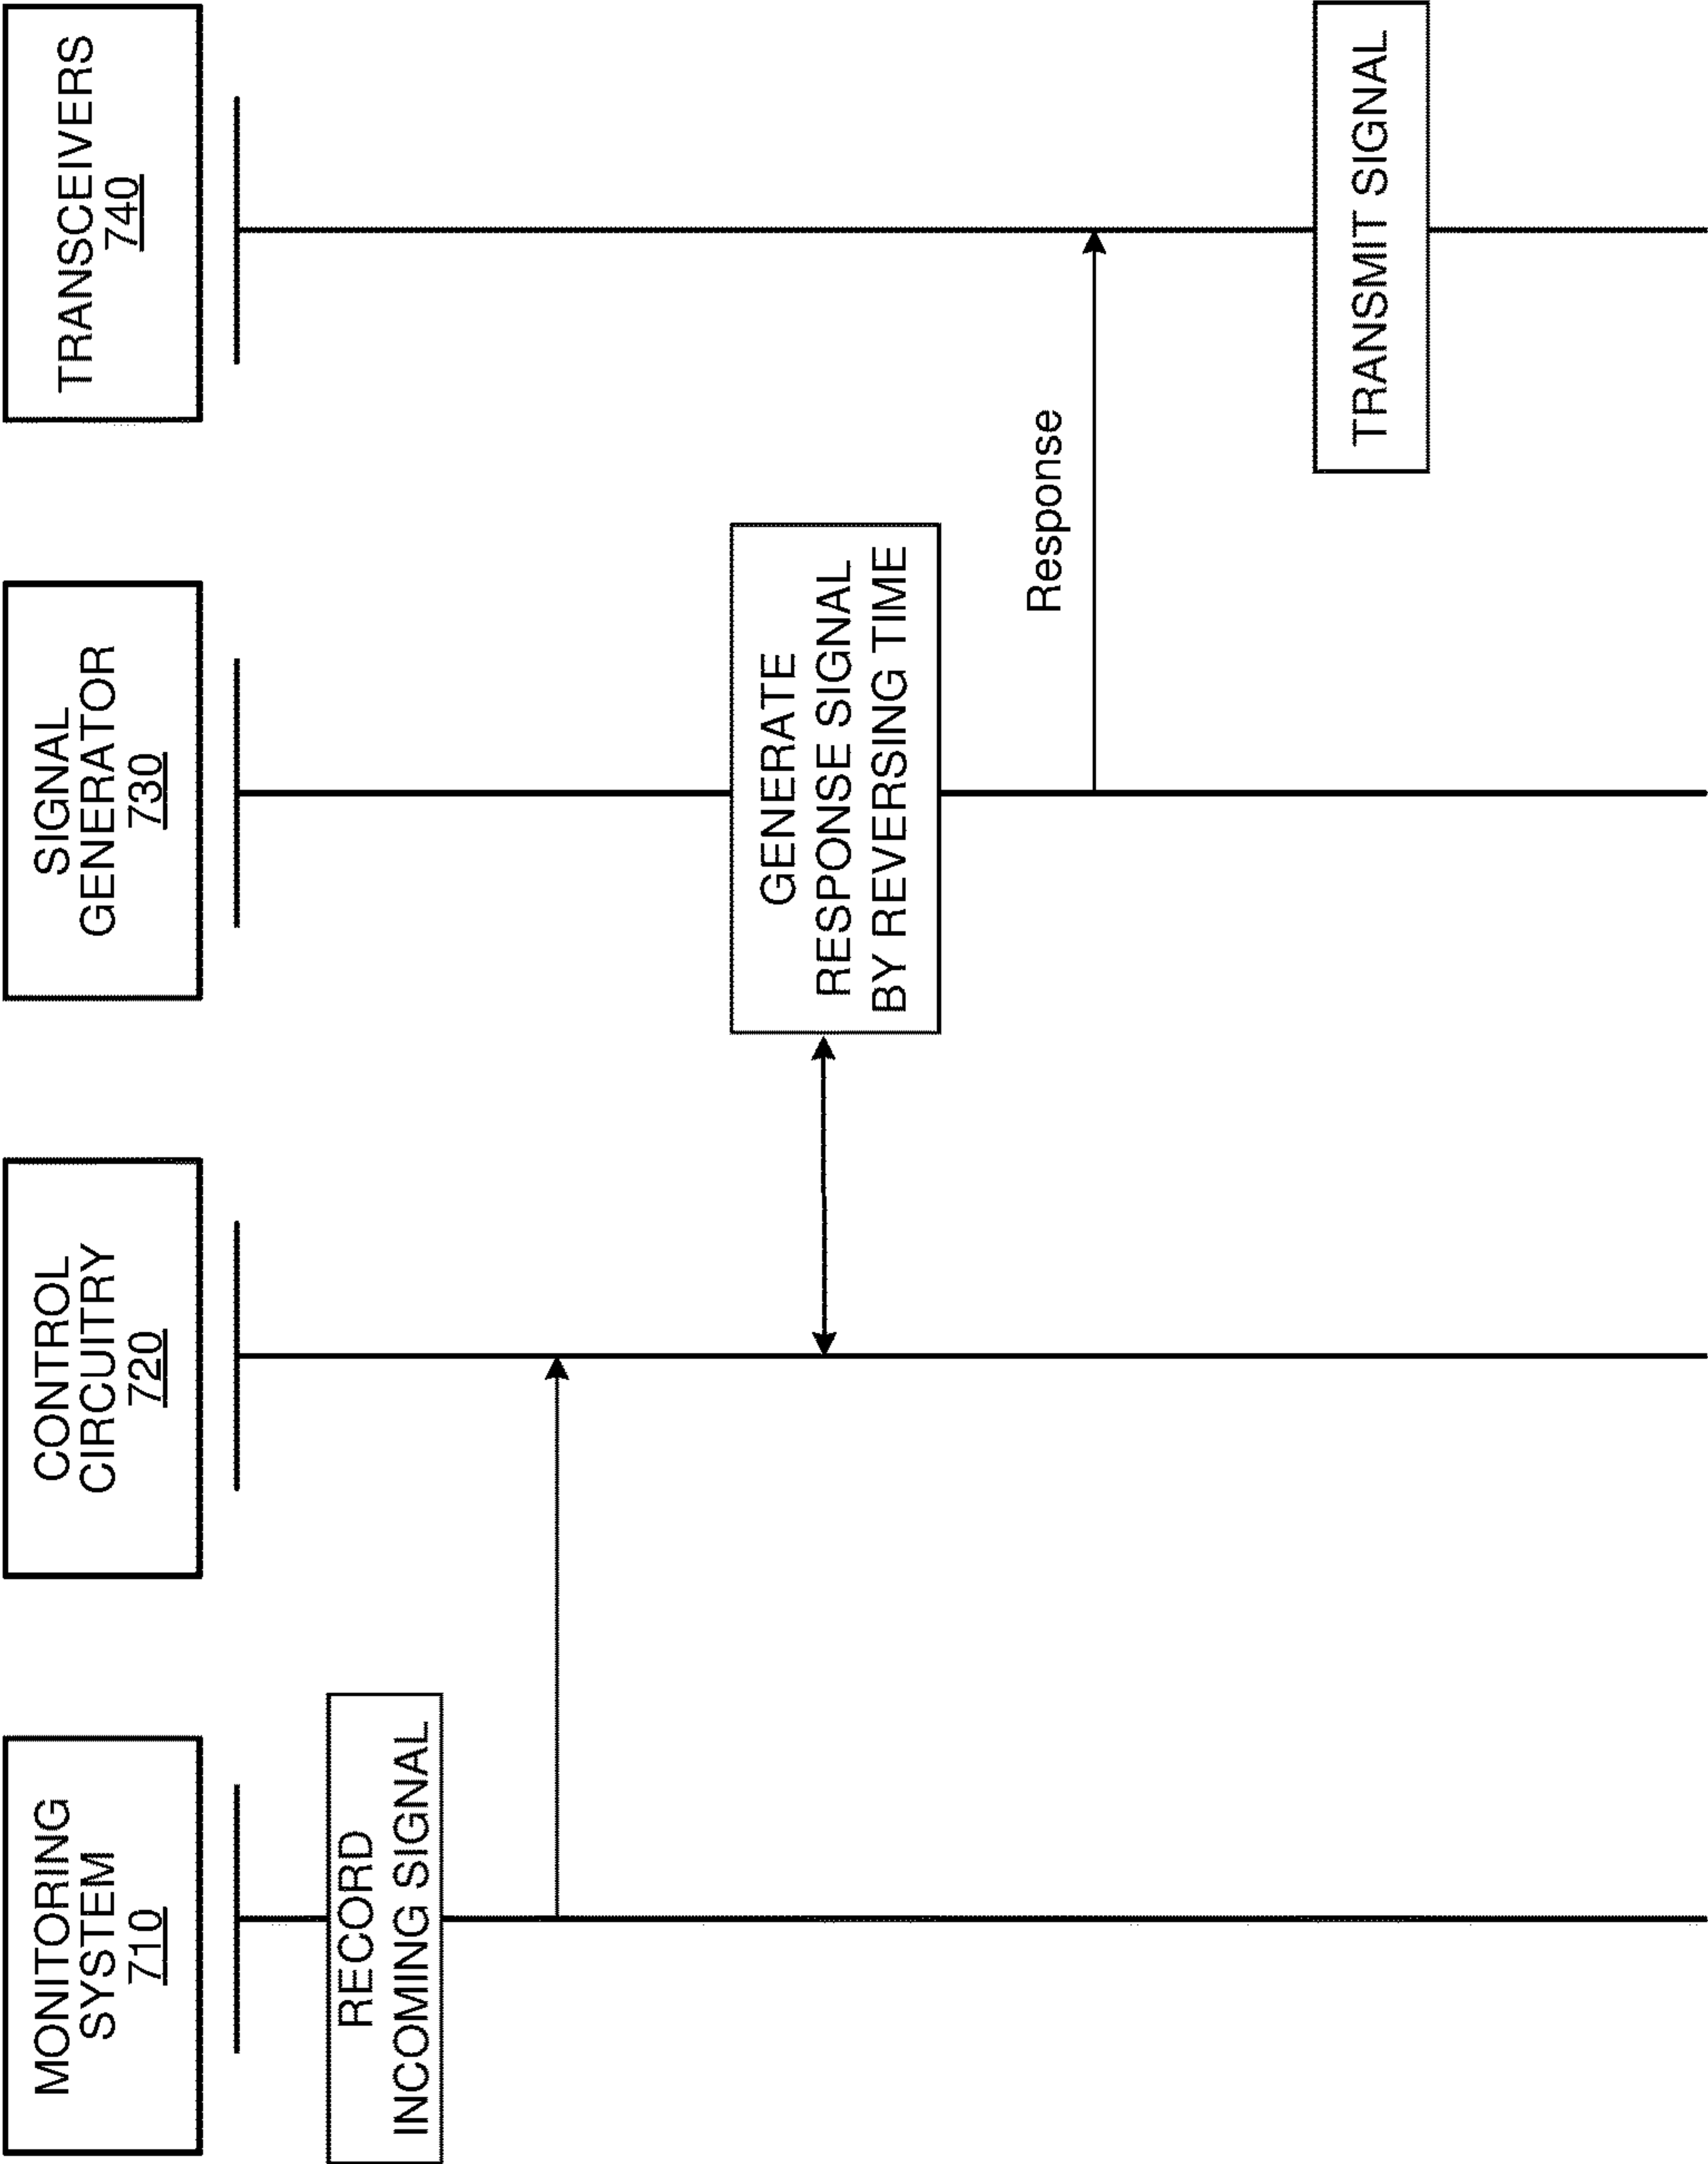 MONITORING
SYSTEM
710
CONTROL
CIRCUITRY
720
SIGNAL
GENERATOR
730
TRANSCEIVERS
740
RECORD
INCOMING SIGNAL
GENERATE
RESPONSE SIGNAL
BY REVERSING TIME
Response
TRANSMIT SIGNAL